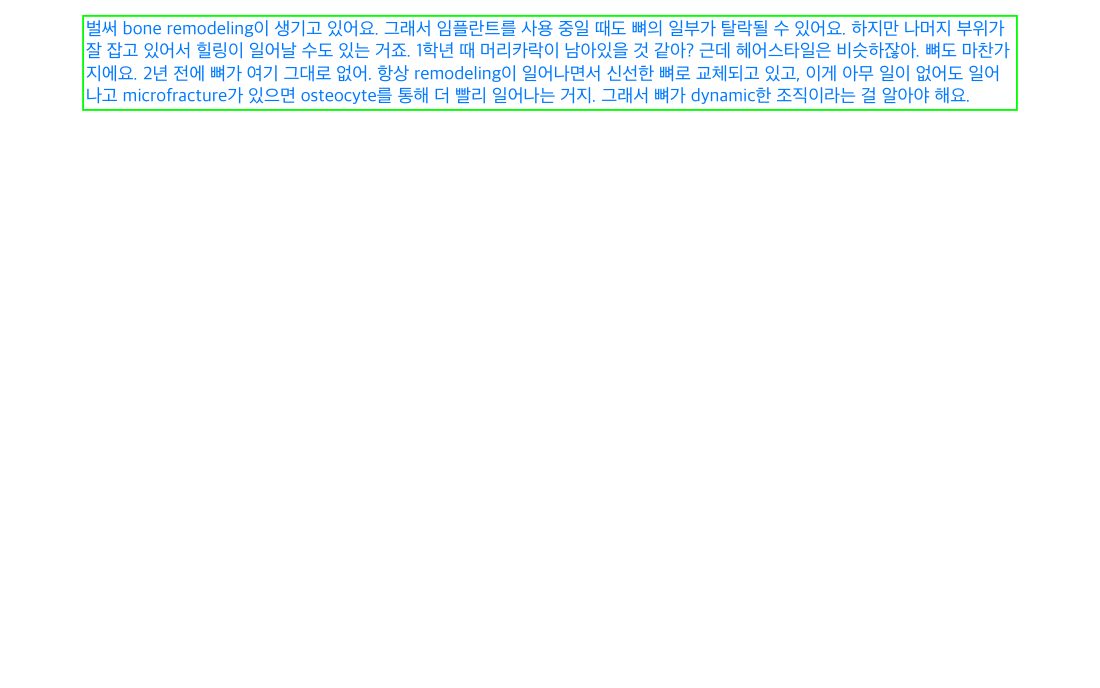 벌써 bone remodeling이 생기고 있어요. 그래서 임플란트를 사용 중일 때도 뼈의 일부가 탈락될 수 있어요. 하지만 나머지 부위가
잘 잡고 있어서 힐링이 일어날 수도 있는 거죠. 1학년 때 머리카락이 남아있을 것 같아? 근데 헤어스타일은 비슷하잖아. 뼈도 마찬가
지에요. 2년 전에 뼈가 여기 그대로 없어. 항상 remodeling이 일어나면서 신선한 뼈로 교체되고 있고, 이게 아무 일이 없어도 일어
나고 microfracture가 있으면 osteocyte를 통해 더 빨리 일어나는 거지. 그래서 뼈가 dynamic한 조직이라는 걸 알아야 해요.